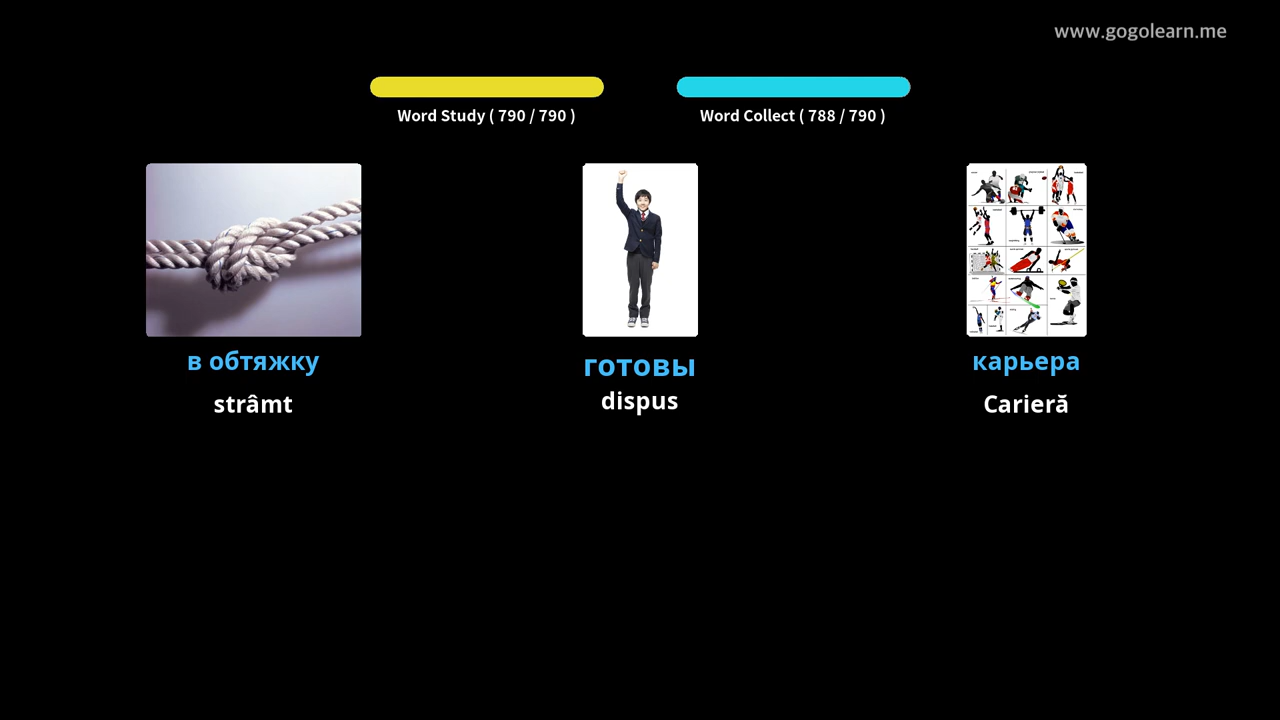 www.gogolearn.me
Word Study ( 790 / 790 )
Word Collect ( 788 / 790 )
в обтяжку
готовы
карьера
strâmt
dispus
Carieră